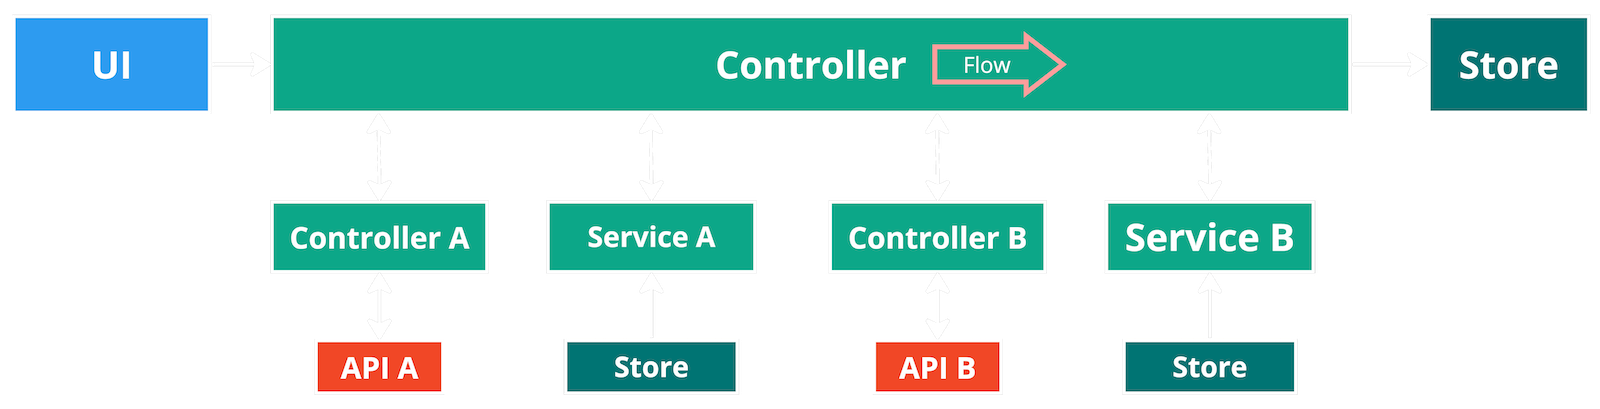 UI
Controller
Flow
Store
Controller A
Service A
Controller B
Service B
API A
Store
API B
Store